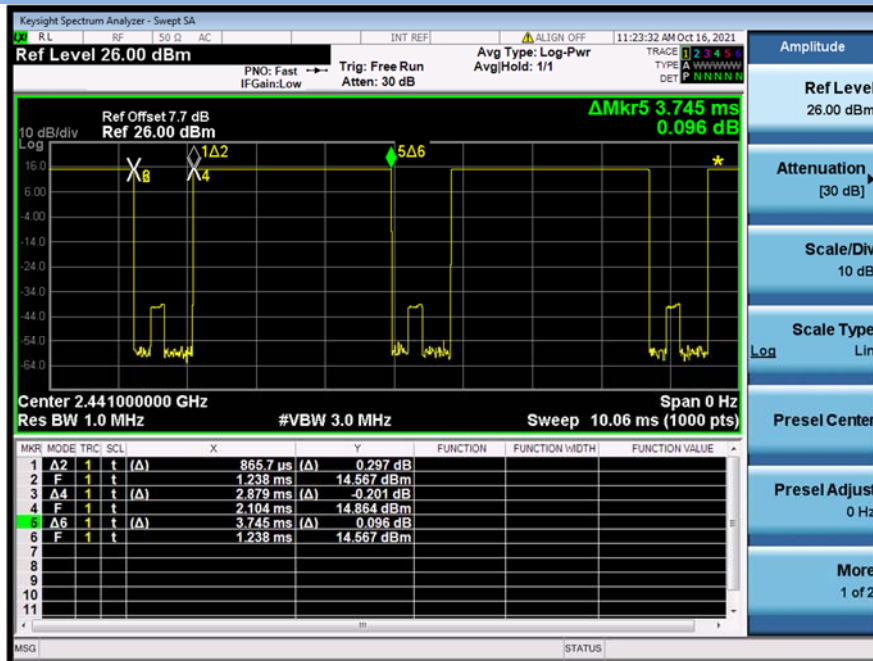 Keysight Spectrum Analyzer - Swept SA
RL RF 50 Ω AC INT REF ALIGN OFF 11:23:32 AM Oct 16, 2021
Ref Level 26.00 dBm
PNO: Fast
IFGain:Low
Trig: Free Run
Atten: 30 dB
Avg Type: Log-Pwr
Avg|Hold: 1/1
TRACE 1 2 3 4 5 6
TYPE A WWWWW
DET P N N N N N
Ref Offset 7.7 dB
10 dB/div Ref 26.00 dBm
Log
ΔMkr5 3.745 ms
0.096 dB
1Δ2
5Δ6
4
*
16.0
6.00
-4.00
-14.0
-24.0
-34.0
-44.0
-54.0
-64.0
Center 2.441000000 GHz Span 0 Hz
Res BW 1.0 MHz #VBW 3.0 MHz Sweep 10.06 ms (1000 pts)
MKR MODE TRC SCL X Y FUNCTION FUNCTION WIDTH FUNCTION VALUE
1 Δ2 1 t (Δ) 865.7 µs (Δ) 0.297 dB
2 F 1 t 1.238 ms 14.567 dBm
3 Δ4 1 t (Δ) 2.879 ms (Δ) -0.201 dB
4 F 1 t 2.104 ms 14.864 dBm
5 Δ6 1 t (Δ) 3.745 ms (Δ) 0.096 dB
6 F 1 t 1.238 ms 14.567 dBm
7
8
9
10
11
MSG STATUS
Amplitude
Ref Level
26.00 dBm
Attenuation
[30 dB]
Scale/Div
10 dB
Scale Type
Log Lin
Presel Center
Presel Adjust
0 Hz
More
1 of 2